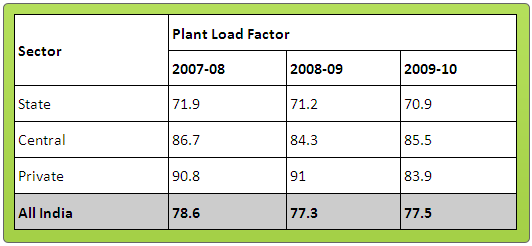 Sector Plant Load Factor
2007-08 2008-09 2009-10
State 71.9 71.2 70.9
Central 86.7 84.3 85.5
Private 90.8 91 83.9
All India 78.6 77.3 77.5